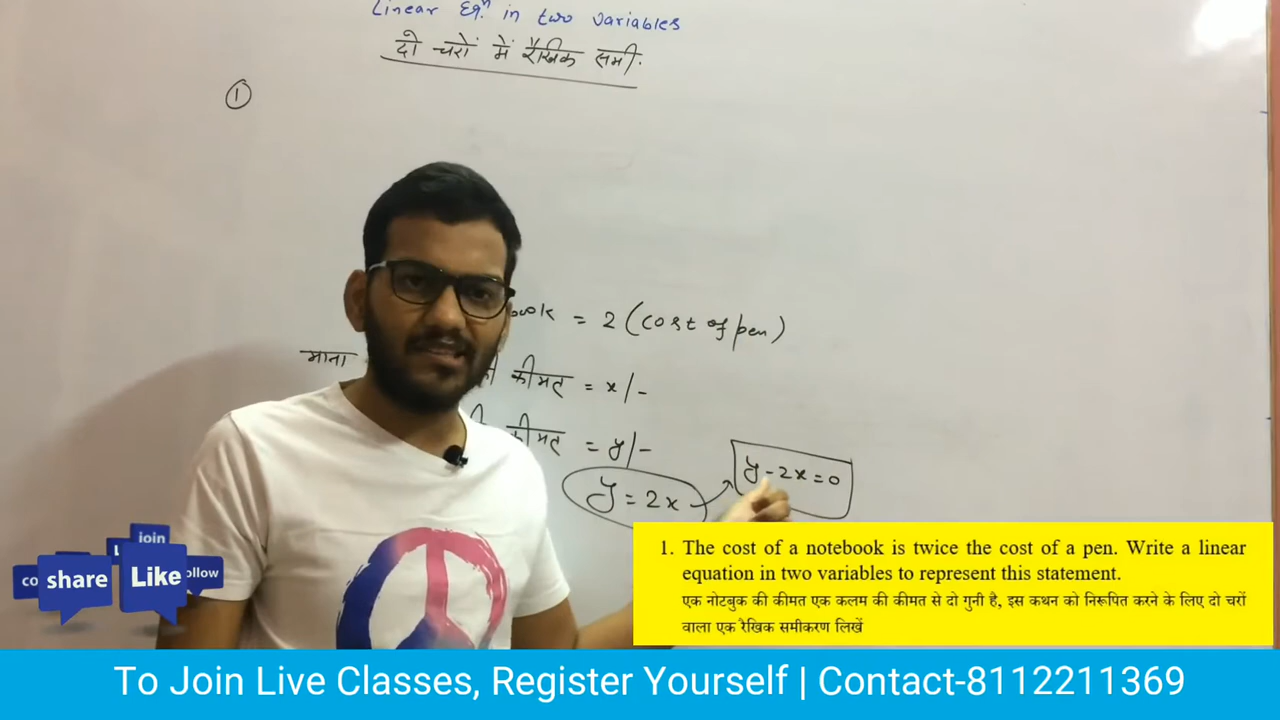 Linear Eqn. in two variables
दो चरों में रैखिक समी.
①
book = 2 (cost of pen)
माना
की कीमत = x/-
की कीमत = y/-
y = 2x
y - 2x = 0
1. The cost of a notebook is twice the cost of a pen. Write a linear
equation in two variables to represent this statement.
एक नोटबुक की कीमत एक कलम की कीमत से दो गुनी है, इस कथन को निरूपित करने के लिए दो चरों
वाला एक रैखिक समीकरण लिखें
join
share
Like
ollow
To Join Live Classes, Register Yourself | Contact-8112211369